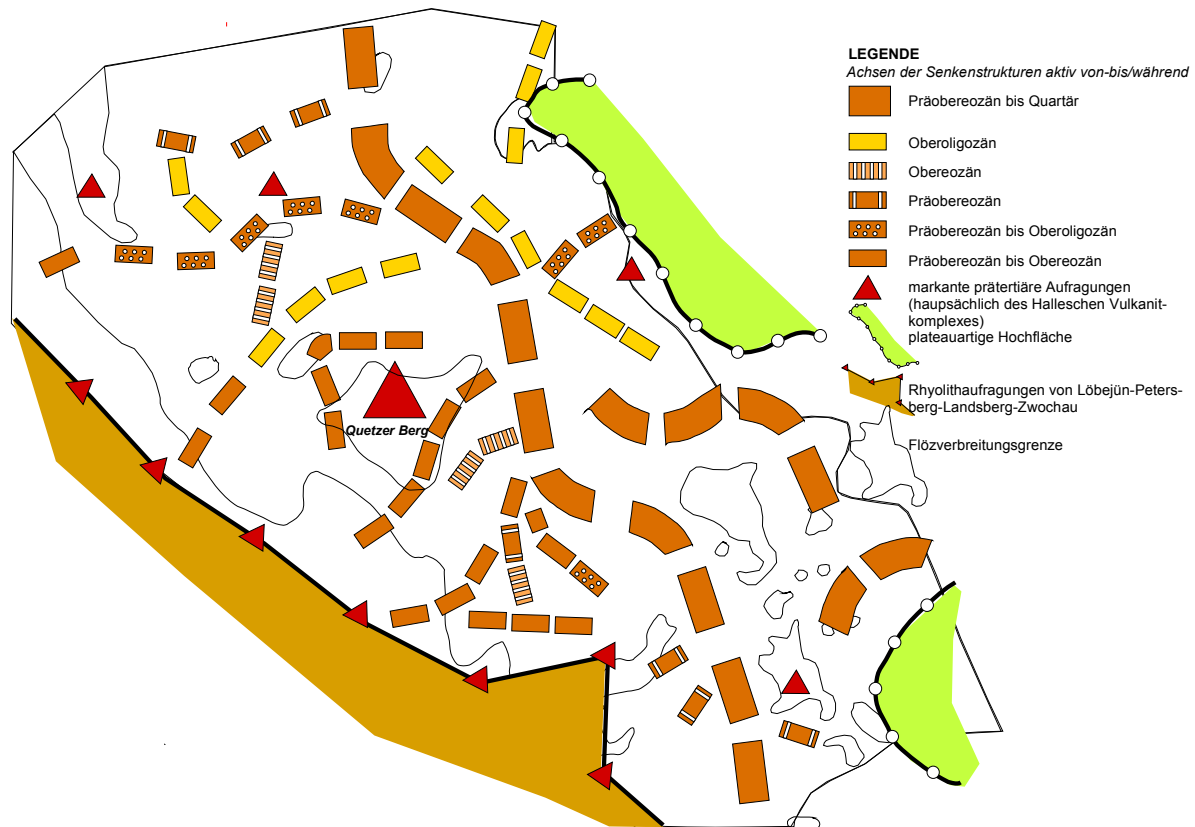 LEGENDE
Achsen der Senkenstrukturen aktiv von-bis/während
Präobereozän bis Quartär
Oberoligozän
Obereozän
Präobereozän
Präobereozän bis Oberoligozän
Präobereozän bis Obereozän
markante prätertiäre Aufragungen
(haupsächlich des Halleschen Vulkanit-
komplexes)
plateauartige Hochfläche
Rhyolithaufragungen von Löbejün-Peters-
berg-Landsberg-Zwochau
Flözverbreitungsgrenze
Quetzer Berg